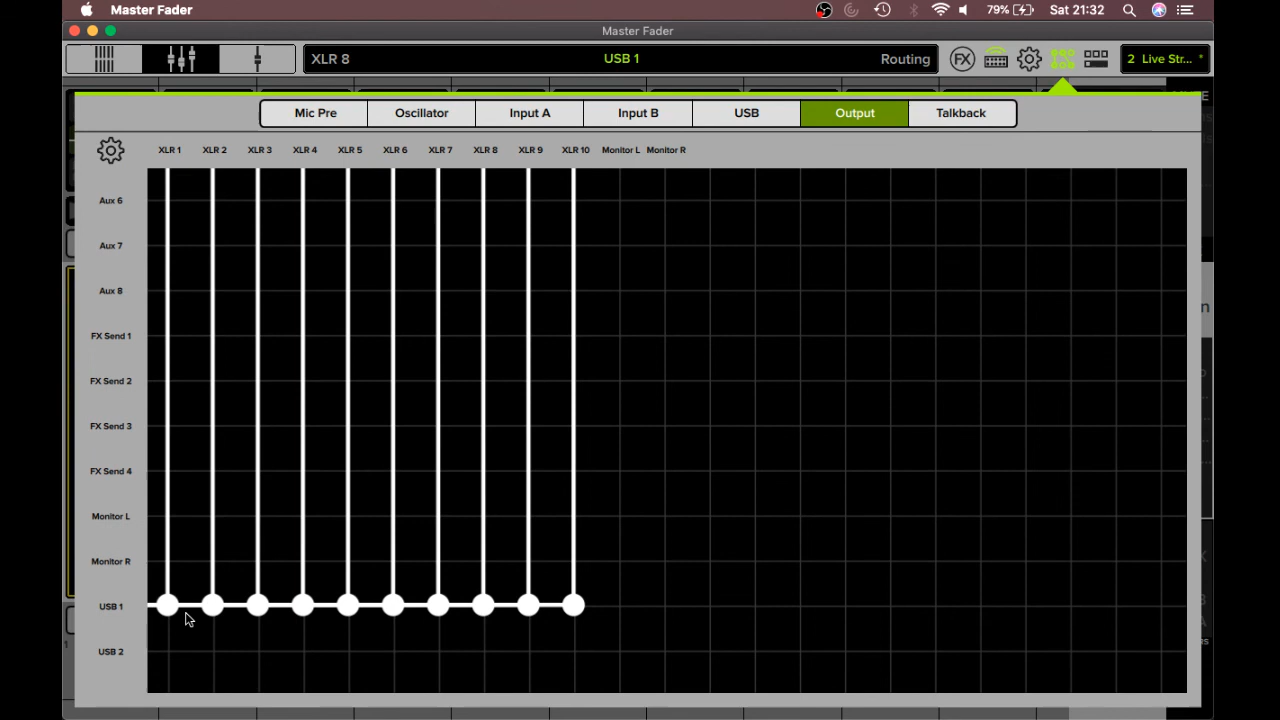 Master Fader
79%
Sat 21:32
Master Fader
XLR 8
USB 1
Routing
FX
2 Live Str... *
Mic Pre
Oscillator
Input A
Input B
USB
Output
Talkback
XLR 1
XLR 2
XLR 3
XLR 4
XLR 5
XLR 6
XLR 7
XLR 8
XLR 9
XLR 10
Monitor L
Monitor R
Aux 6
Aux 7
Aux 8
FX Send 1
FX Send 2
FX Send 3
FX Send 4
Monitor L
Monitor R
USB 1
USB 2